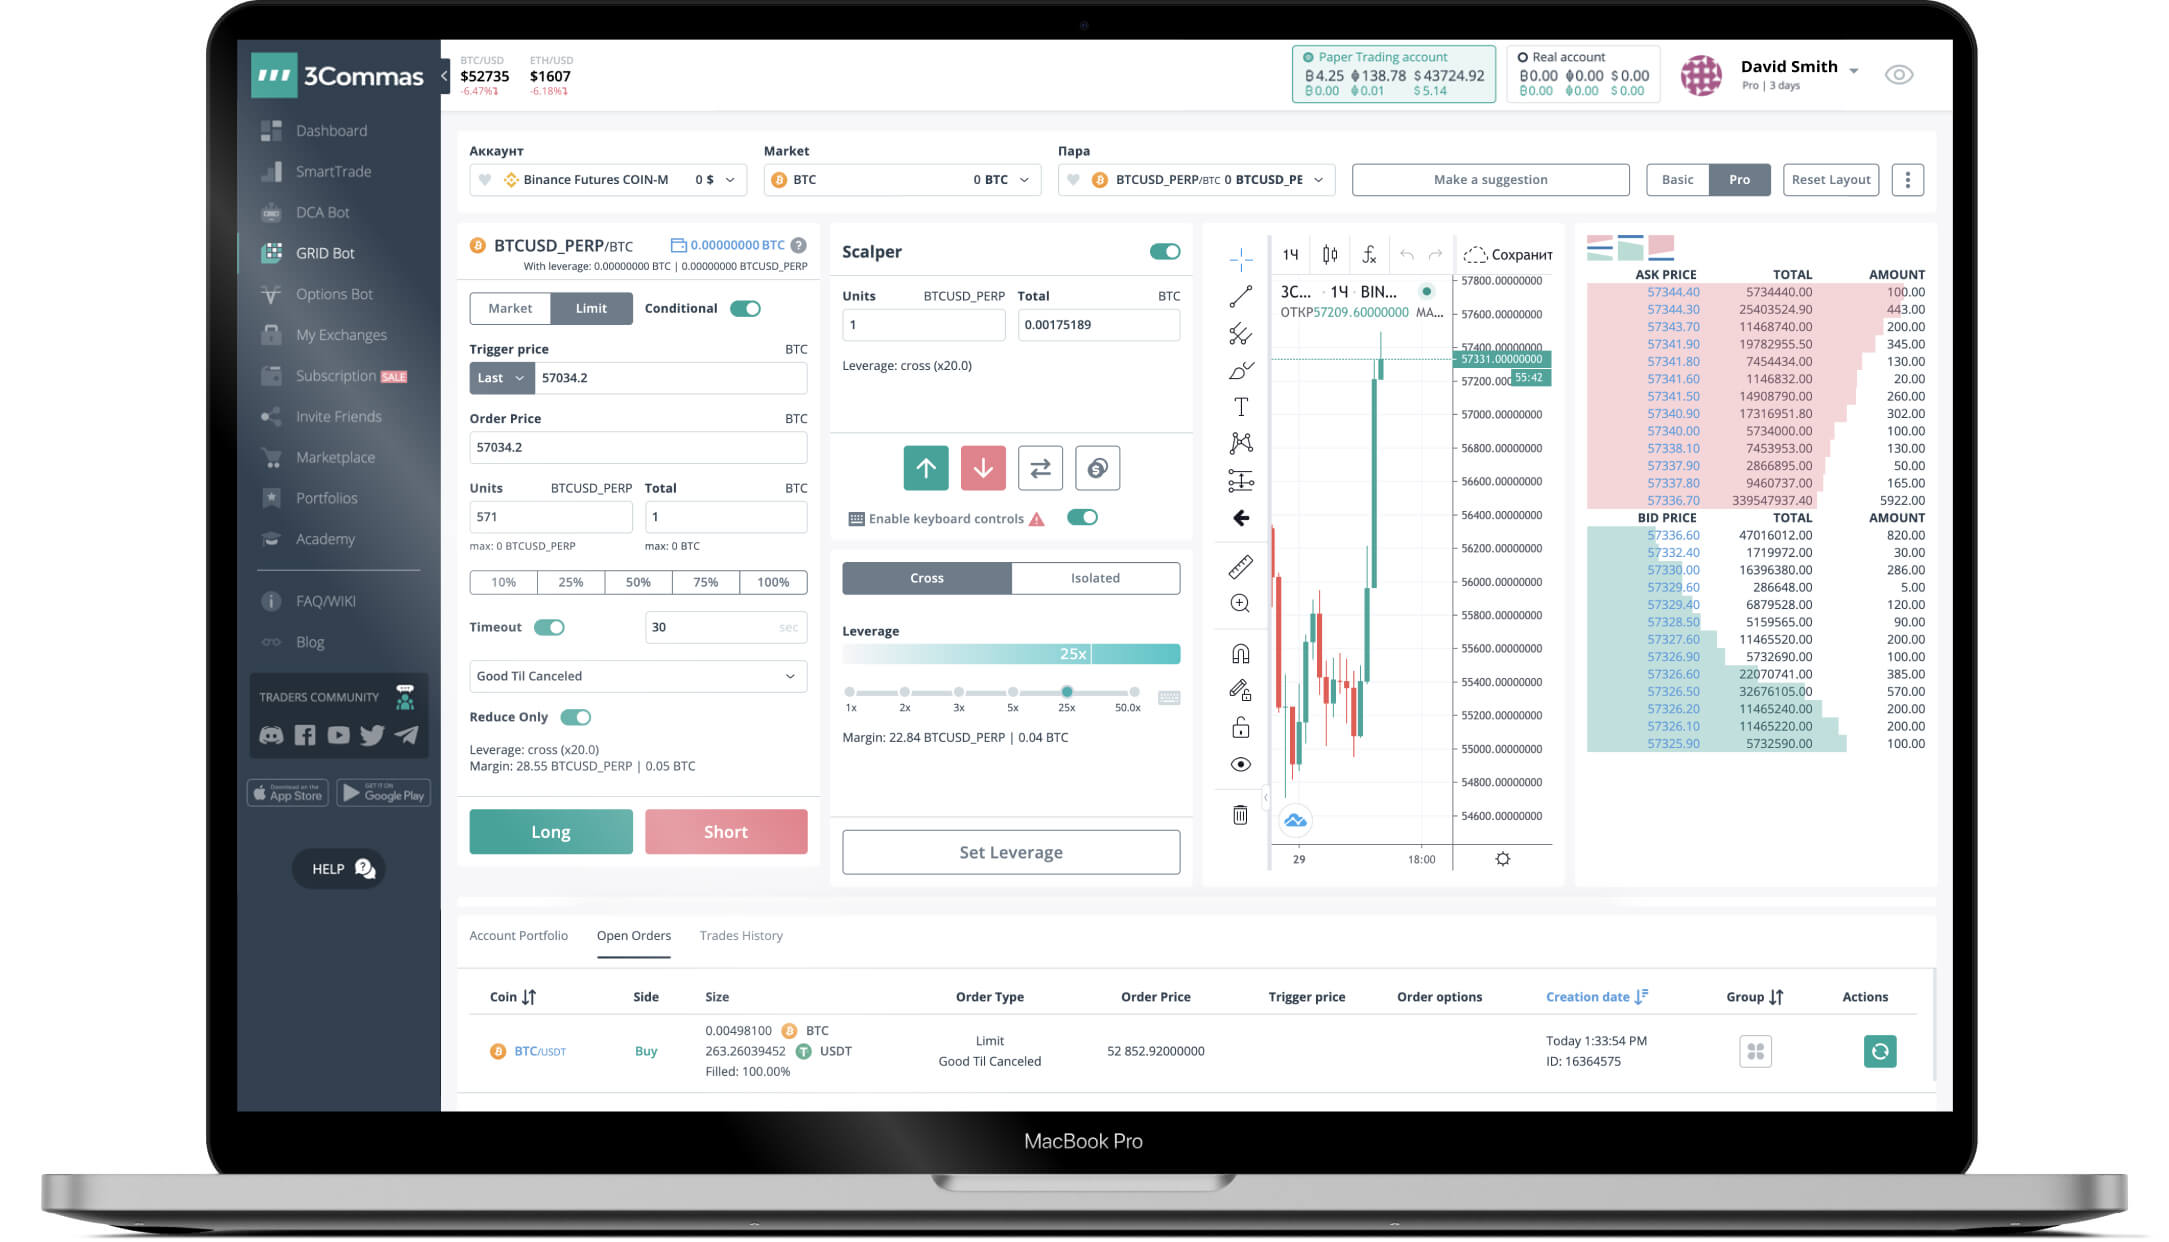 3Commas
BTC/USD
$52735
-6.47%
ETH/USD
$1607
-6.18%
Paper Trading account
4.25 138.78 $ 43724.92
0.00 0.01 $ 5.14
Real account
0.00 0.00 $ 0.00
0.00 0.00 $ 0.00
David Smith
Pro | 3 days
Dashboard
SmartTrade
DCA Bot
GRID Bot
Options Bot
My Exchanges
Subscription SALE
Invite Friends
Marketplace
Portfolios
Academy
FAQ/WIKI
Blog
TRADERS COMMUNITY
Download on the
App Store
GET IT ON
Google Play
HELP
Аккаунт
Binance Futures COIN-M 0 $
Market
BTC 0 BTC
Пара
BTCUSD_PERP/BTC 0 BTCUSD_PE
Make a suggestion
Basic Pro
Reset Layout
BTCUSD_PERP/BTC 0.00000000 BTC ?
With leverage: 0.00000000 BTC | 0.00000000 BTCUSD_PERP
Market Limit Conditional
Trigger price BTC
Last 57034.2
Order Price BTC
57034.2
Units BTCUSD_PERP Total BTC
571 1
max: 0 BTCUSD_PERP max: 0 BTC
10% 25% 50% 75% 100%
Timeout 30 sec
Good Til Canceled
Reduce Only
Leverage: cross (x20.0)
Margin: 28.55 BTCUSD_PERP | 0.05 BTC
Long Short
Scalper
Units BTCUSD_PERP Total BTC
1 0.00175189
Leverage: cross (x20.0)
Enable keyboard controls
Cross Isolated
Leverage
25x
1x 2x 3x 5x 25x 50.0x
Margin: 22.84 BTCUSD_PERP | 0.04 BTC
Set Leverage
1Ч Сохранит
3C... · 1Ч · BIN...
ОТКР57209.60000000 МА...
57800.00000000
57600.00000000
57400.00000000
57331.00000000
55:42
57200.00
57000.00000000
56800.00000000
56600.00000000
56400.00000000
56200.00000000
56000.00000000
55800.00000000
55600.00000000
55400.00000000
55200.00000000
55000.00000000
54800.00000000
54600.00000000
29 18:00
ASK PRICE TOTAL AMOUNT
57344.40 5734440.00 100.00
57344.30 25403524.90 443.00
57343.70 11468740.00 200.00
57341.90 19782955.50 345.00
57341.80 7454434.00 130.00
57341.60 1146832.00 20.00
57341.50 14908790.00 260.00
57340.90 17316951.80 302.00
57340.00 5734000.00 100.00
57338.10 7453953.00 130.00
57337.90 2866895.00 50.00
57337.80 9460737.00 165.00
57336.70 339547937.40 5922.00
BID PRICE TOTAL AMOUNT
57336.60 47016012.00 820.00
57332.40 1719972.00 30.00
57330.00 16396380.00 286.00
57329.60 286648.00 5.00
57329.40 6879528.00 120.00
57328.50 5159565.00 90.00
57327.60 11465520.00 200.00
57326.90 5732690.00 100.00
57326.60 22070741.00 385.00
57326.50 32676105.00 570.00
57326.20 11465240.00 200.00
57326.10 11465220.00 200.00
57325.90 5732590.00 100.00
Account Portfolio Open Orders Trades History
Coin Side Size Order Type Order Price Trigger price Order options Creation date Group Actions
BTC/USDT
Buy
0.00498100 BTC
263.26039452 USDT
Filled: 100.00%
Limit
Good Til Canceled
52 852.92000000
Today 1:33:54 PM
ID: 16364575
MacBook Pro